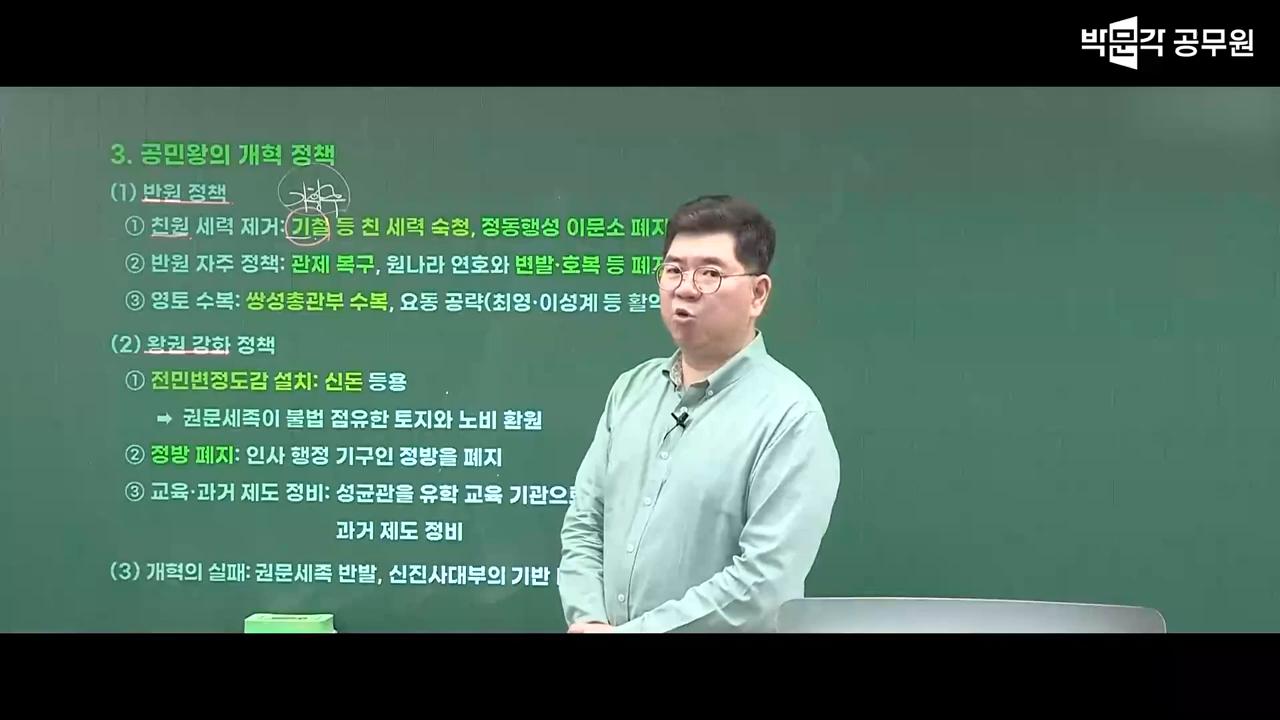 박문각 공무원
3. 공민왕의 개혁 정책
(1) 반원 정책
① 친원 세력 제거: 기철 등 친 세력 숙청, 정동행성 이문소 폐지
② 반원 자주 정책: 관제 복구, 원나라 연호와 변발·호복 등 폐지
③ 영토 수복: 쌍성총관부 수복, 요동 공략(최영·이성계 등 활약
(2) 왕권 강화 정책
① 전민변정도감 설치: 신돈 등용
➡ 권문세족이 불법 점유한 토지와 노비 환원
② 정방 폐지: 인사 행정 기구인 정방을 폐지
③ 교육·과거 제도 정비: 성균관을 유학 교육 기관으로
과거 제도 정비
(3) 개혁의 실패: 권문세족 반발, 신진사대부의 기반